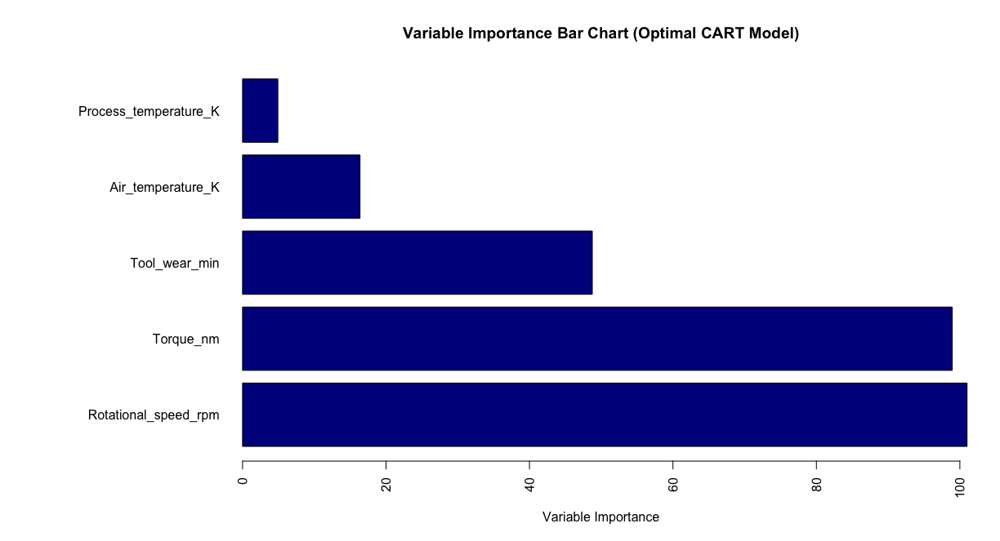 Variable Importance Bar Chart (Optimal CART Model)
Process_temperature_K
Air_temperature_K
Tool_wear_min
Torque_nm
Rotational_speed_rpm
0
20
40
60
80
100
Variable Importance